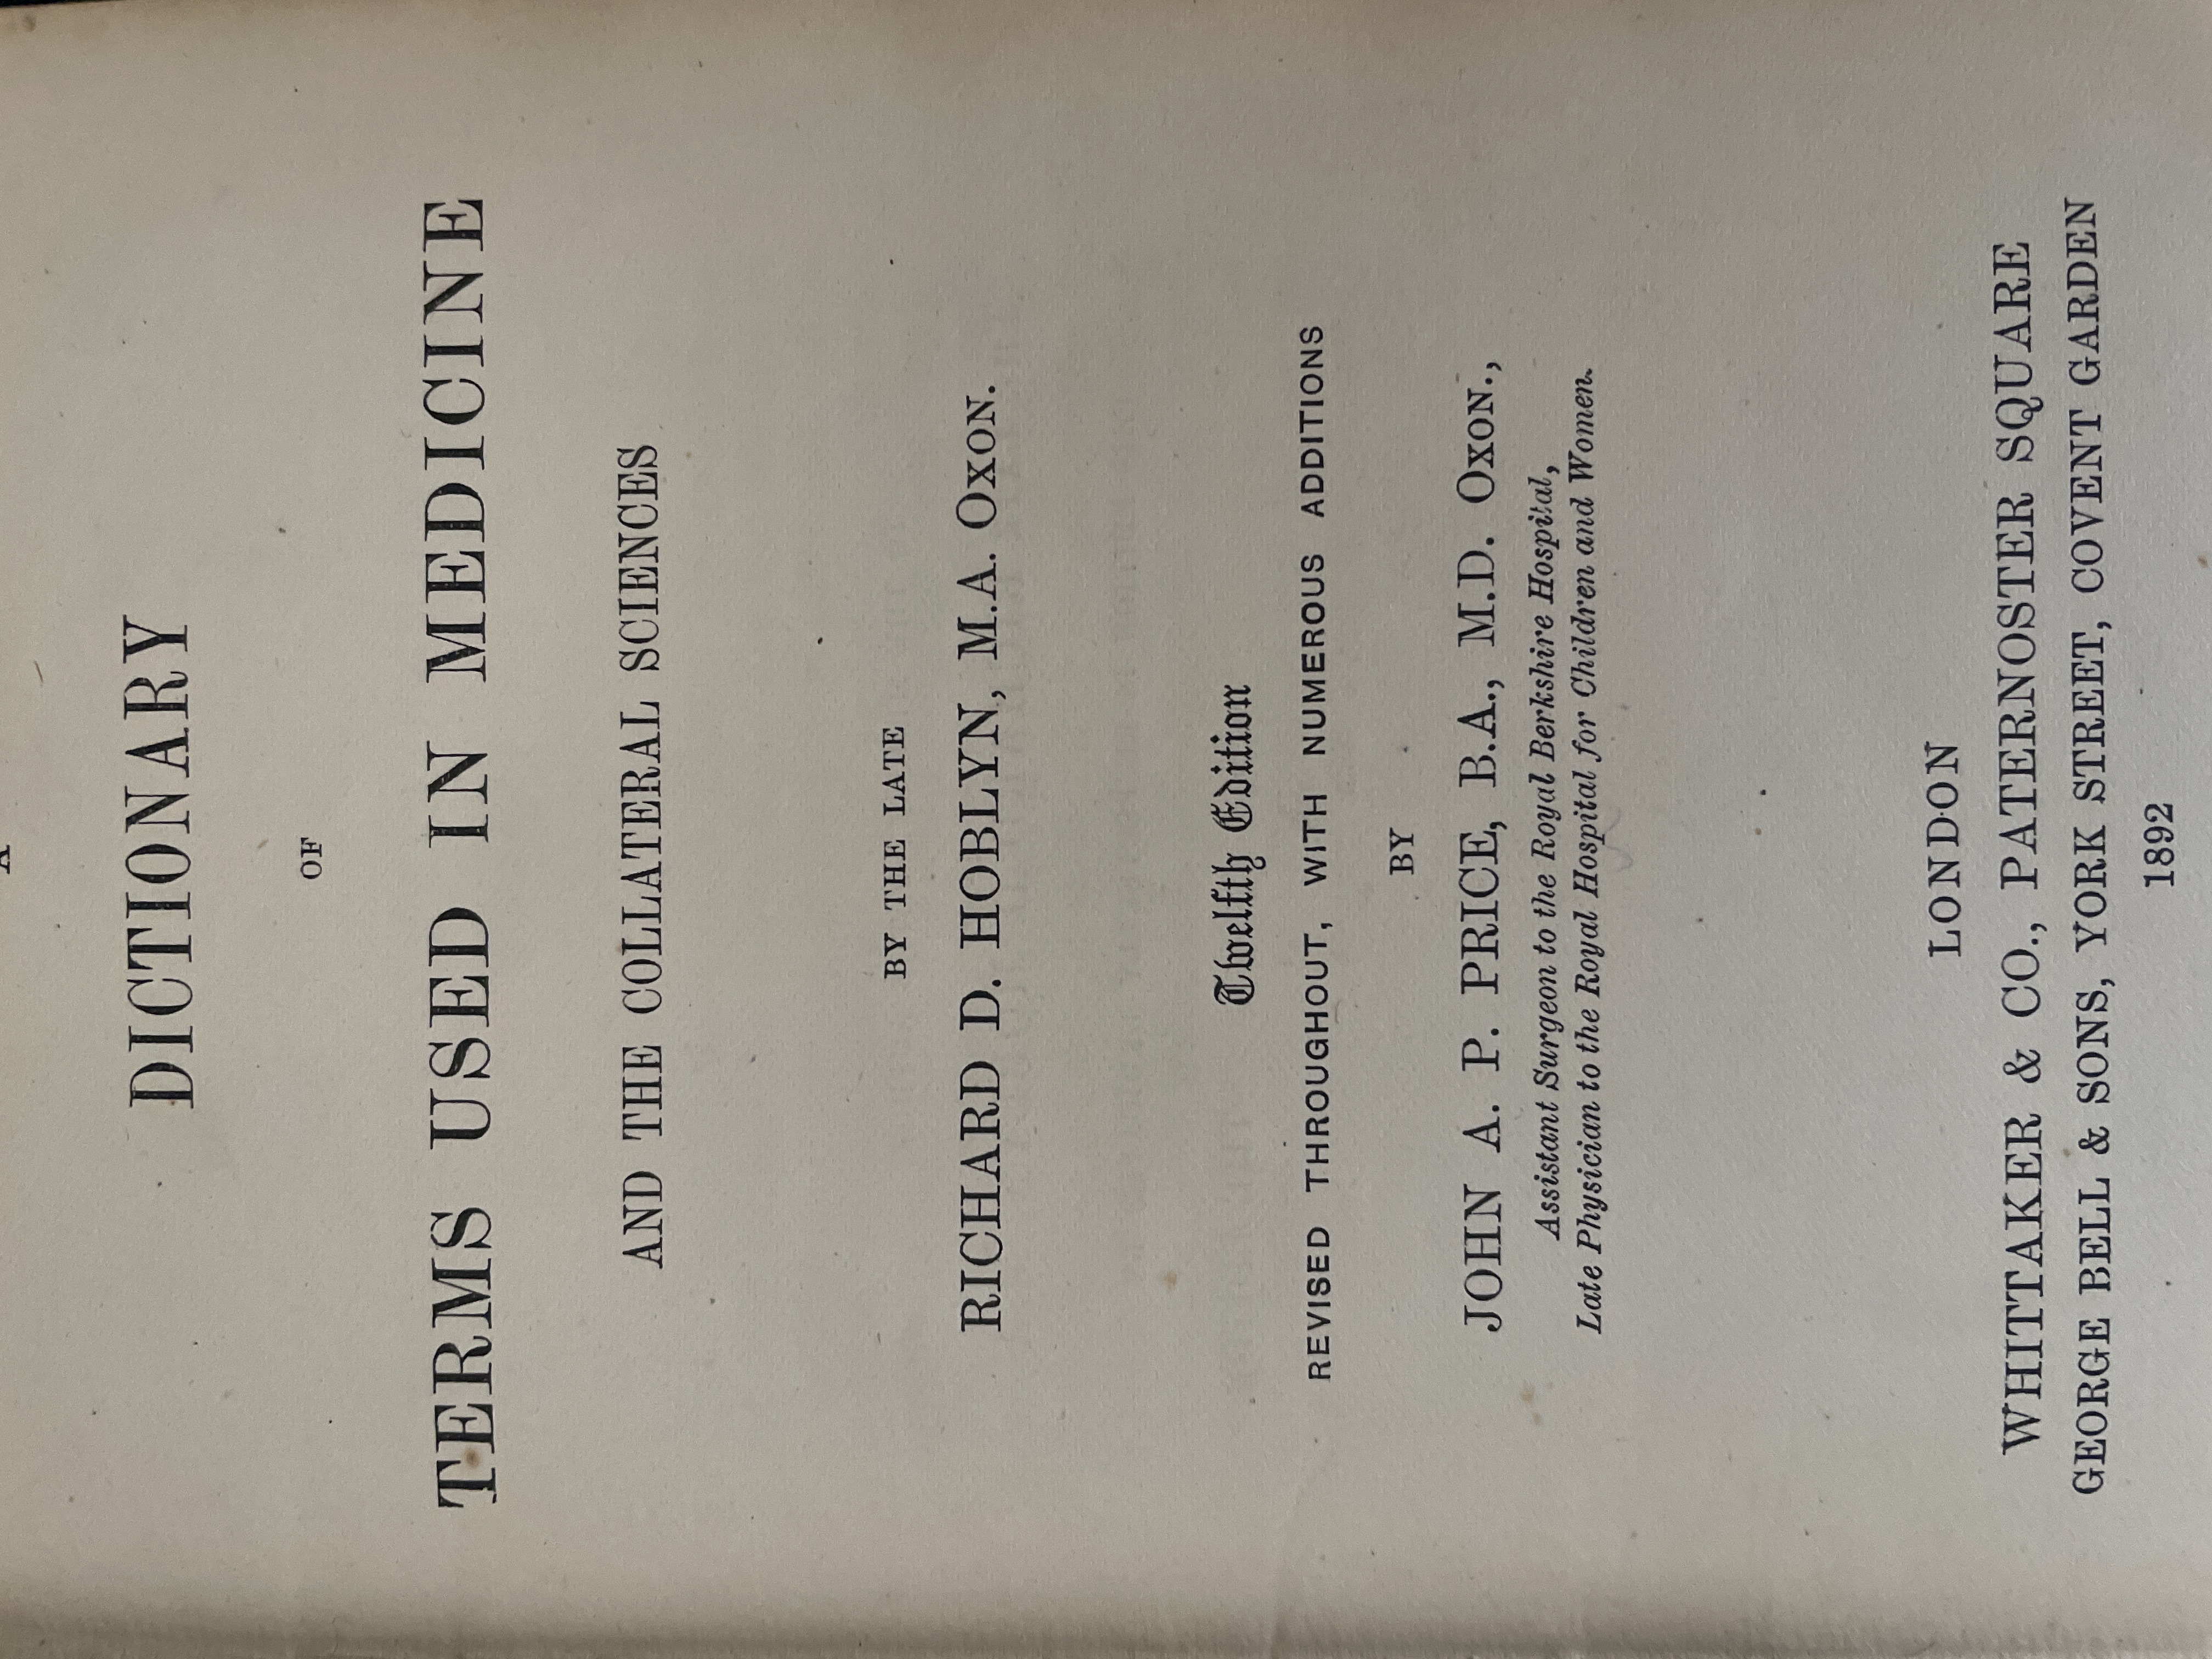 A
DICTIONARY
OF
TERMS USED IN MEDICINE
AND THE COLLATERAL SCIENCES
BY THE LATE
RICHARD D. HOBLYN, M.A. OXON.
Twelfth Edition
REVISED THROUGHOUT, WITH NUMEROUS ADDITIONS
BY
JOHN A. P. PRICE, B.A., M.D. OXON.,
Assistant Surgeon to the Royal Berkshire Hospital,
Late Physician to the Royal Hospital for Children and Women.
LONDON
WHITTAKER & CO., PATERNOSTER SQUARE
GEORGE BELL & SONS, YORK STREET, COVENT GARDEN
1892